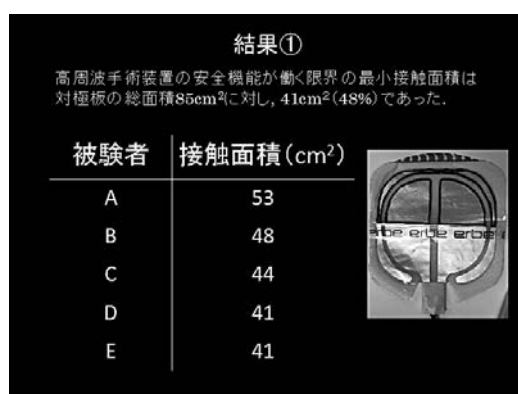 結果①
高周波手術装置の安全機能が働く限界の最小接触面積は
対極板の総面積85cm²に対し, 41cm²(48%)であった.
被験者 接触面積(cm²)
A 53
B 48
C 44
D 41
E 41
erbe erbe erbe